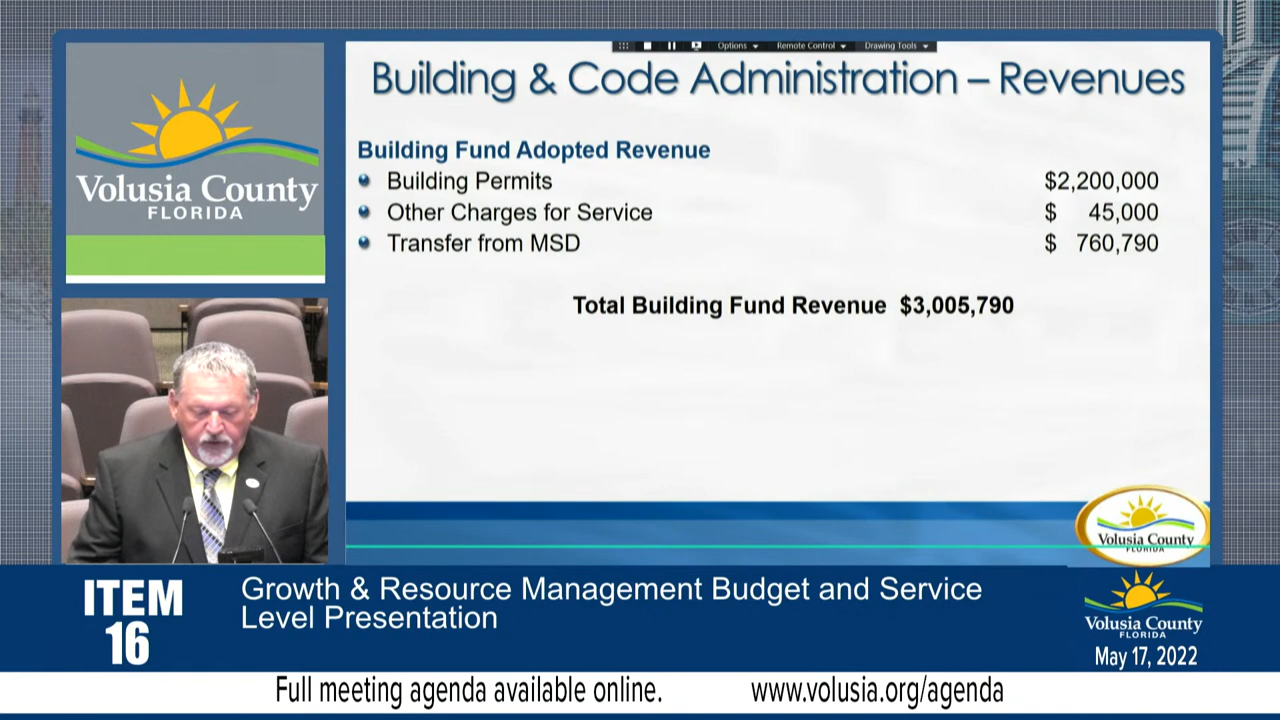 Options
Remote Control
Drawing Tools
Building & Code Administration – Revenues
Volusia County
FLORIDA
Building Fund Adopted Revenue
Building Permits $2,200,000
Other Charges for Service $ 45,000
Transfer from MSD $ 760,790
Total Building Fund Revenue $3,005,790
Volusia County
FLORIDA
ITEM
16
Growth & Resource Management Budget and Service
Level Presentation
Volusia County
FLORIDA
May 17, 2022
Full meeting agenda available online. www.volusia.org/agenda